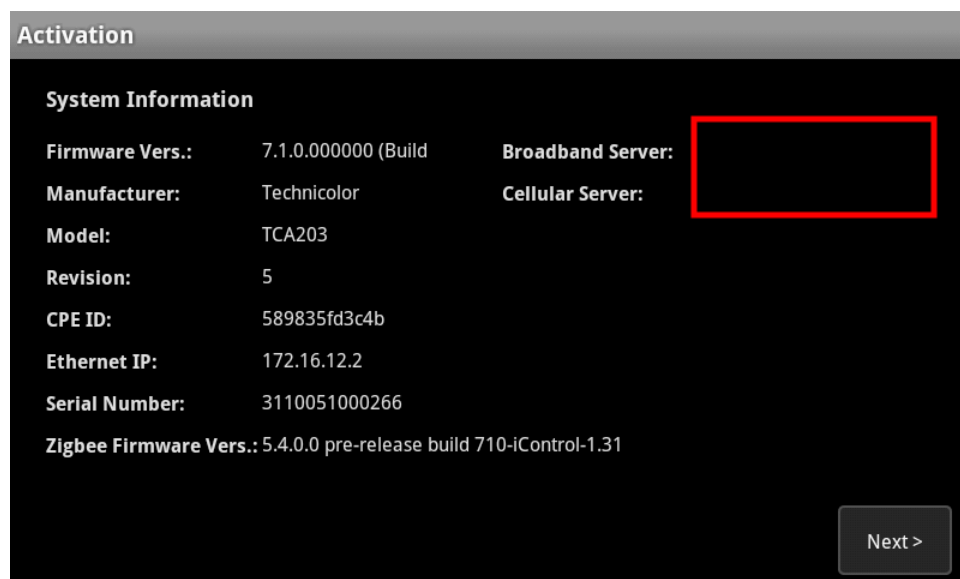 Activation
System Information
Firmware Vers.: 7.1.0.000000 (Build Broadband Server:
Manufacturer: Technicolor Cellular Server:
Model: TCA203
Revision: 5
CPE ID: 589835fd3c4b
Ethernet IP: 172.16.12.2
Serial Number: 3110051000266
Zigbee Firmware Vers.: 5.4.0.0 pre-release build 710-iControl-1.31
Next >